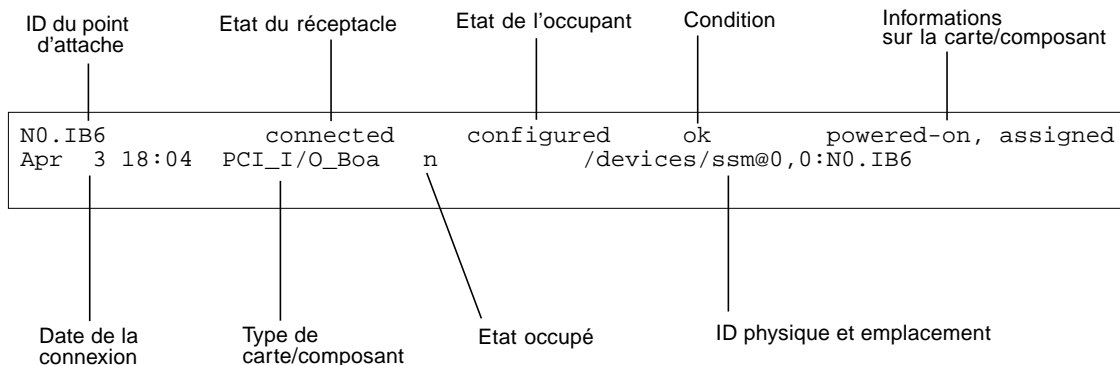 ID du point
d'attache
Etat du réceptacle
Etat de l'occupant
Condition
Informations
sur la carte/composant
N0.IB6 connected configured ok powered-on, assigned
Apr 3 18:04 PCI_I/O_Boa n /devices/ssm@0,0:N0.IB6
Date de la
connexion
Type de
carte/composant
Etat occupé
ID physique et emplacement